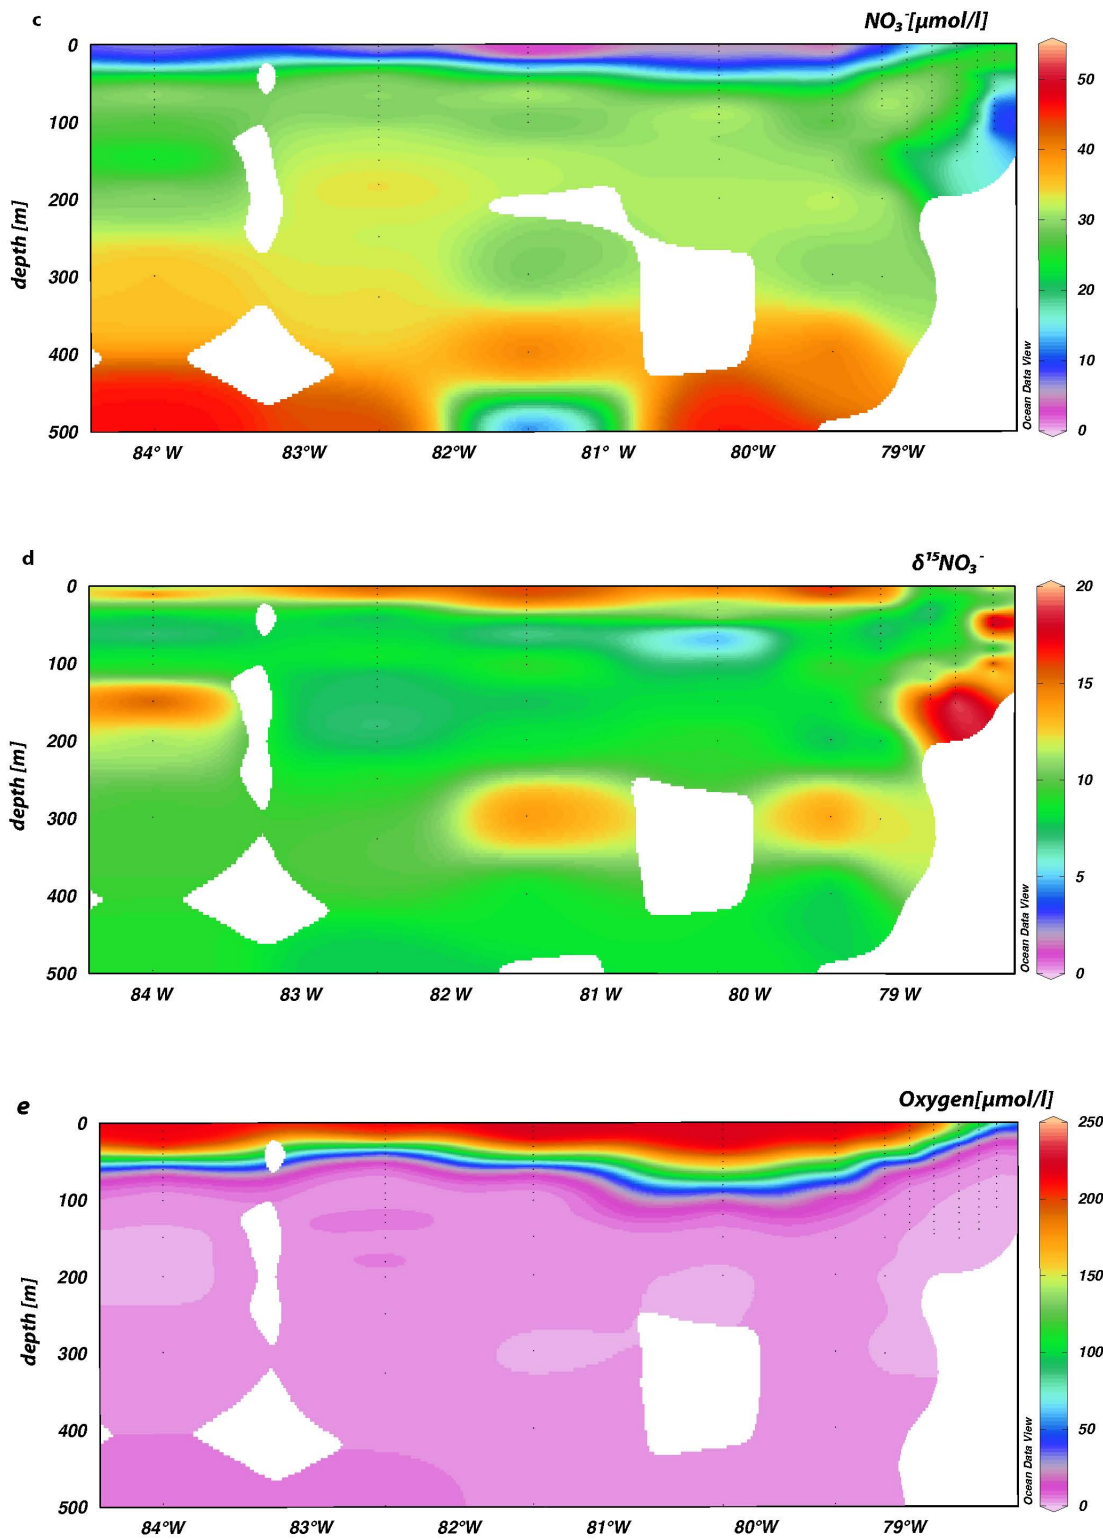 c
NO₃⁻[µmol/l]
0
100
200
300
400
500
depth [m]
84° W
83°W
82°W
81° W
80°W
79°W
Ocean Data View
50
40
30
20
10
0
d
δ¹⁵NO₃⁻
0
100
200
300
400
500
depth [m]
84 W
83 W
82 W
81 W
80 W
79 W
Ocean Data View
20
15
10
5
0
e
Oxygen[µmol/l]
0
100
200
300
400
500
depth [m]
84°W
83°W
82°W
81°W
80°W
79°W
Ocean Data View
250
200
150
100
50
0